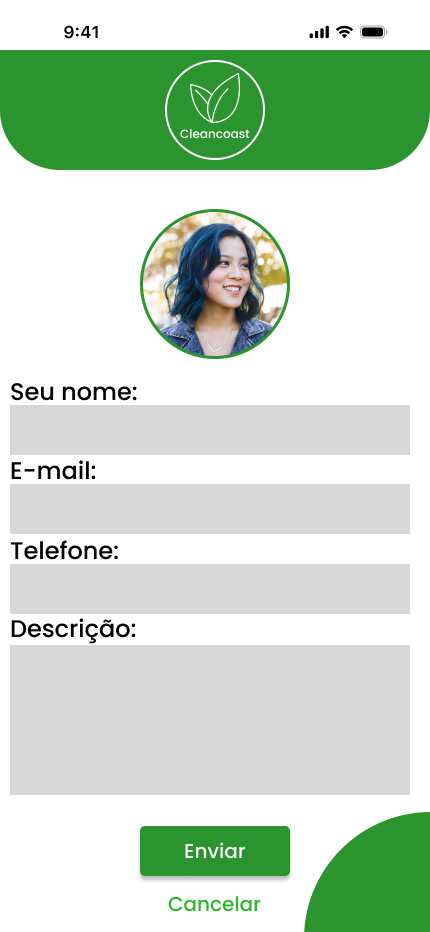 9:41
Cleancoast
Seu nome:
E-mail:
Telefone:
Descrição:
Enviar
Cancelar